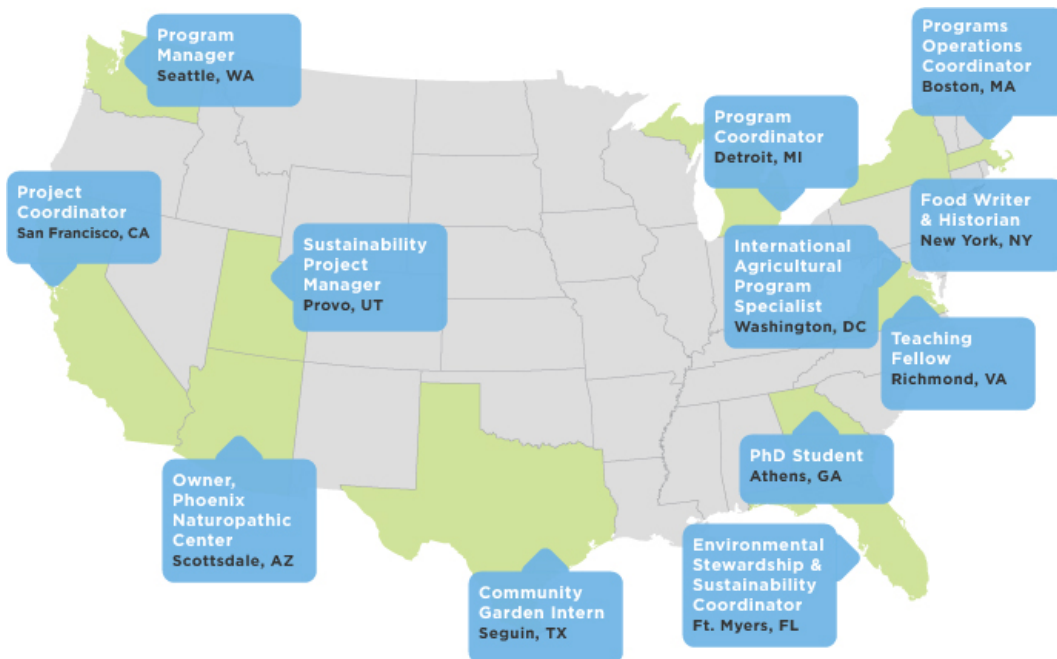 Program
Manager
Seattle, WA
Programs
Operations
Coordinator
Boston, MA
Program
Coordinator
Detroit, MI
Project
Coordinator
San Francisco, CA
Food Writer
& Historian
New York, NY
Sustainability
Project
Manager
Provo, UT
International
Agricultural
Program
Specialist
Washington, DC
Teaching
Fellow
Richmond, VA
PhD Student
Athens, GA
Owner,
Phoenix
Naturopathic
Center
Scottsdale, AZ
Environmental
Stewardship &
Sustainability
Coordinator
Ft. Myers, FL
Community
Garden Intern
Seguin, TX